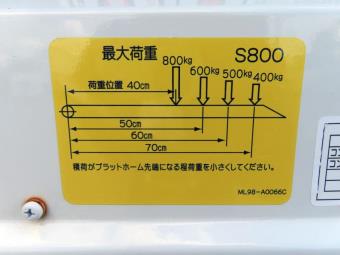 最大荷重 S800
800kg
600kg 500kg 400kg
荷重位置 40cm
50cm
60cm
70cm
積荷がプラットホーム先端になる程荷重を小さくしてください。
ML98-A0066C